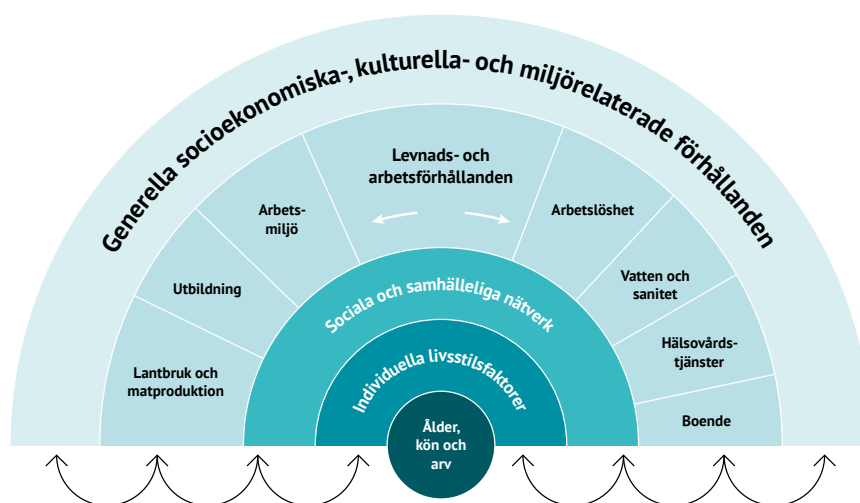 Generella socioekonomiska-, kulturella- och miljörelaterade förhållanden
Levnads- och
arbetsförhållanden
Arbets-
miljö
Arbetslöshet
Utbildning
Vatten och
sanitet
Lantbruk och
matproduktion
Hälsovårds-
tjänster
Boende
Sociala och samhälleliga nätverk
Individuella livsstilsfaktorer
Ålder,
kön och
arv